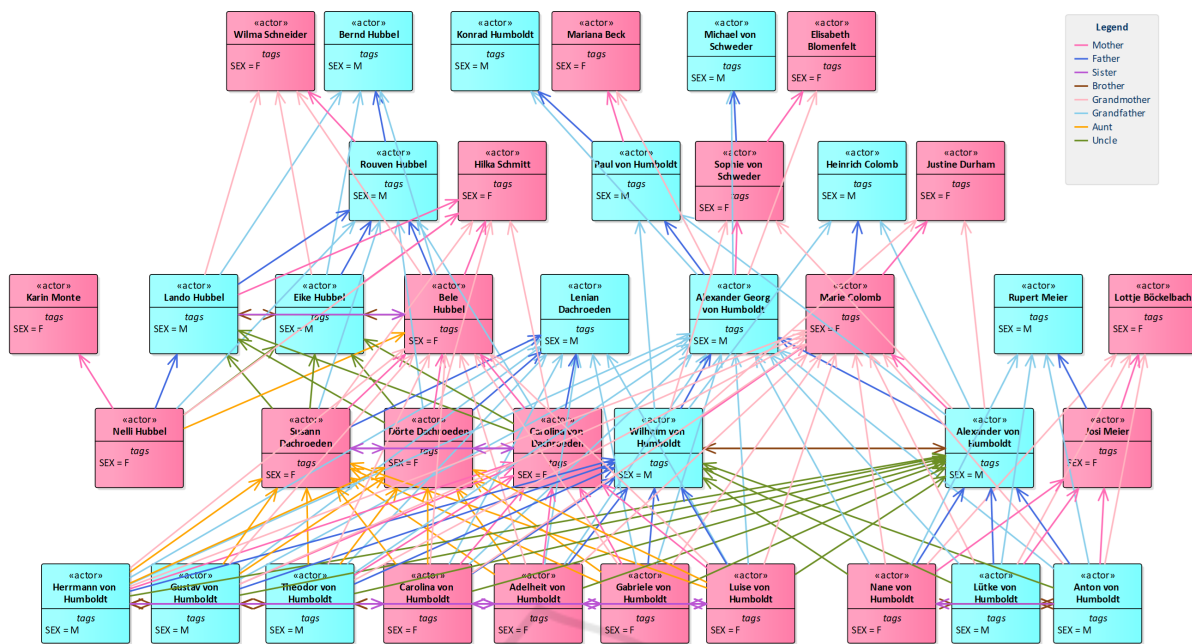 «actor»
Wilma Schneider
tags
SEX = F
«actor»
Bernd Hubbel
tags
SEX = M
«actor»
Konrad Humboldt
tags
SEX = M
«actor»
Mariana Beck
tags
SEX = F
«actor»
Michael von
Schweder
tags
SEX = M
«actor»
Elisabeth
Blomenfelt
tags
SEX = F
Legend
Mother
Father
Sister
Brother
Grandmother
Grandfather
Aunt
Uncle
«actor»
Rouven Hubbel
tags
SEX = M
«actor»
Hilka Schmitt
tags
SEX = F
«actor»
Paul von Humboldt
tags
SEX = M
«actor»
Sophie von
Schweder
tags
SEX = F
«actor»
Heinrich Colomb
tags
SEX = M
«actor»
Justine Durham
tags
SEX = F
«actor»
Karin Monte
tags
SEX = F
«actor»
Lando Hubbel
tags
SEX = M
«actor»
Eike Hubbel
tags
SEX = M
«actor»
Bele
Hubbel
tags
SEX = F
«actor»
Lenian
Dachroeden
tags
SEX = M
«actor»
Alexander Georg
von Humboldt
tags
SEX = M
«actor»
Marie Colomb
tags
SEX = F
«actor»
Rupert Meier
tags
SEX = M
«actor»
Lottje Böckelbach
tags
SEX = F
«actor»
Nelli Hubbel
tags
SEX = F
«actor»
Susann
Dachroeden
tags
SEX = F
«actor»
Dörte Dachroeden
tags
SEX = F
«actor»
Carolina von
Dachroeden
tags
SEX = F
«actor»
Wilhelm von
Humboldt
tags
SEX = M
«actor»
Alexander von
Humboldt
tags
SEX = M
«actor»
Josi Meier
tags
SEX = F
«actor»
Herrmann von
Humboldt
tags
SEX = M
«actor»
Gustav von
Humboldt
tags
SEX = M
«actor»
Theodor von
Humboldt
tags
SEX = M
«actor»
Carolina von
Humboldt
tags
SEX = F
«actor»
Adelheit von
Humboldt
tags
SEX = F
«actor»
Gabriele von
Humboldt
tags
SEX = F
«actor»
Luise von
Humboldt
tags
SEX = F
«actor»
Nane von
Humboldt
tags
SEX = F
«actor»
Lütke von
Humboldt
tags
SEX = M
«actor»
Anton von
Humboldt
tags
SEX = M